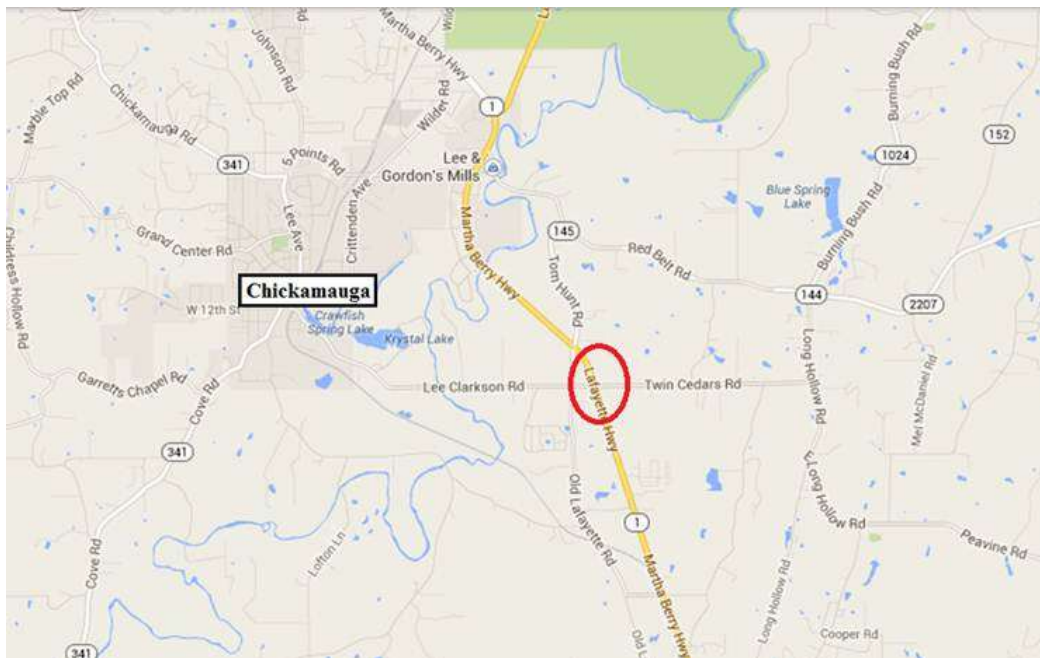 Martha Berry Hwy
L
Wilder
Johnson Rd
Burning Bush Rd
Marble Top Rd
Chickamauga Rd
1
Wilder Rd
152
341
5 Points Rd
Lee &
Gordon's Mills
1024
Lee Ave
Crittenden Ave
Blue Spring
Lake
Burning Bush Rd
Martha Berry Hwy
145
Grand Center Rd
Tom Hunt Rd
Red Belt Rd
Childress Hollow Rd
Chickamauga
144
2207
W 12th St
Crawfish
Spring Lake
Krystal Lake
Long Hollow Rd
Garretts Chapel Rd
Cove Rd
Lee Clarkson Rd
Lafayette Hwy
Twin Cedars Rd
Mel McDaniel Rd
341
Old Lafayette Rd
E Long Hollow Rd
1
Peavine Rd
Lofton Ln
Cove Rd
Martha Berry Hwy
Long Hollow Rd
Old L
Cooper Rd
341